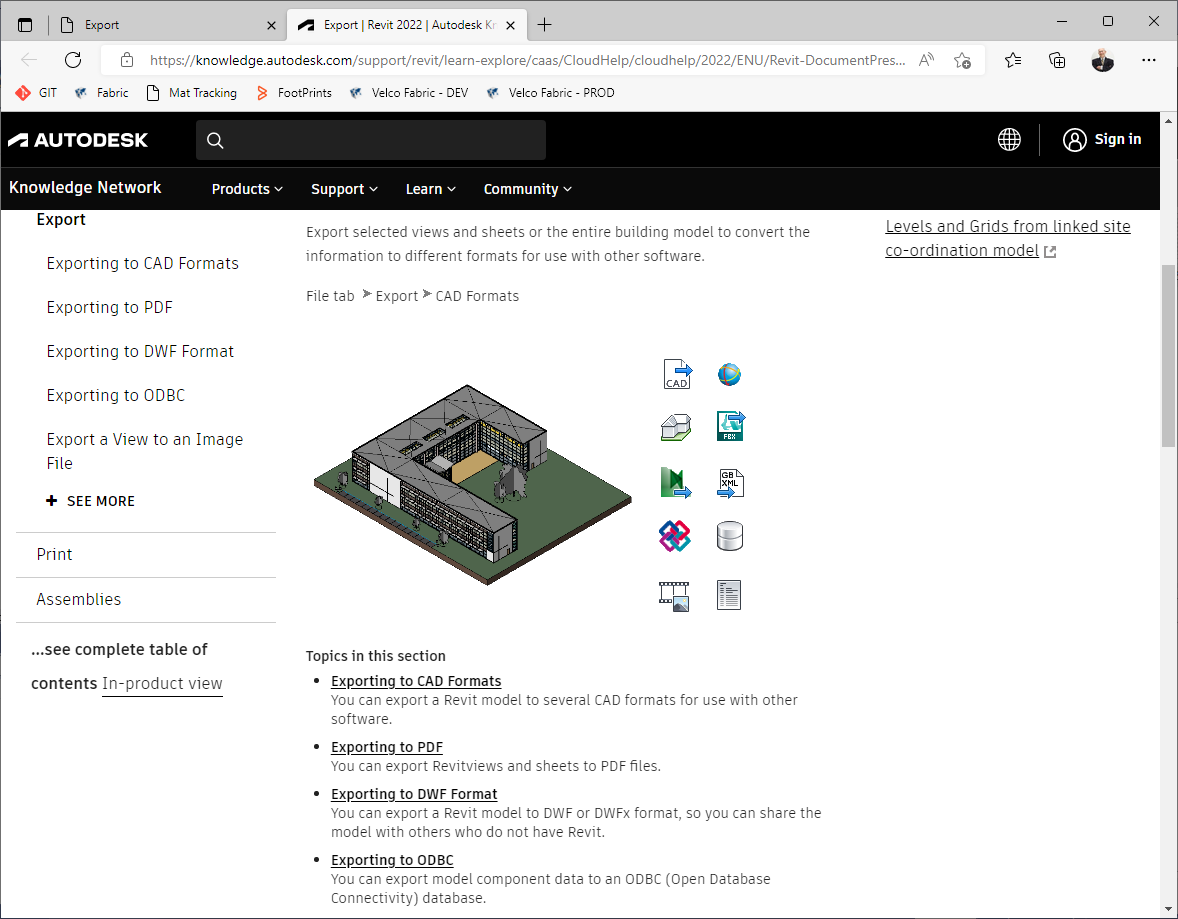 Export
Export | Revit 2022 | Autodesk Kn
https://knowledge.autodesk.com/support/revit/learn-explore/caas/CloudHelp/cloudhelp/2022/ENU/Revit-DocumentPres...
GIT
Fabric
Mat Tracking
FootPrints
Velco Fabric - DEV
Velco Fabric - PROD
AUTODESK
Sign in
Knowledge Network
Products
Support
Learn
Community
Export
Exporting to CAD Formats
Exporting to PDF
Exporting to DWF Format
Exporting to ODBC
Export a View to an Image
File
+ SEE MORE
Print
Assemblies
...see complete table of
contents In-product view
Export selected views and sheets or the entire building model to convert the
information to different formats for use with other software.
File tab ➤ Export ➤ CAD Formats
CAD
FBX
GB
XML
Topics in this section
• Exporting to CAD Formats
You can export a Revit model to several CAD formats for use with other
software.
• Exporting to PDF
You can export Revitviews and sheets to PDF files.
• Exporting to DWF Format
You can export a Revit model to DWF or DWFx format, so you can share the
model with others who do not have Revit.
• Exporting to ODBC
You can export model component data to an ODBC (Open Database
Connectivity) database.
Levels and Grids from linked site
co-ordination model